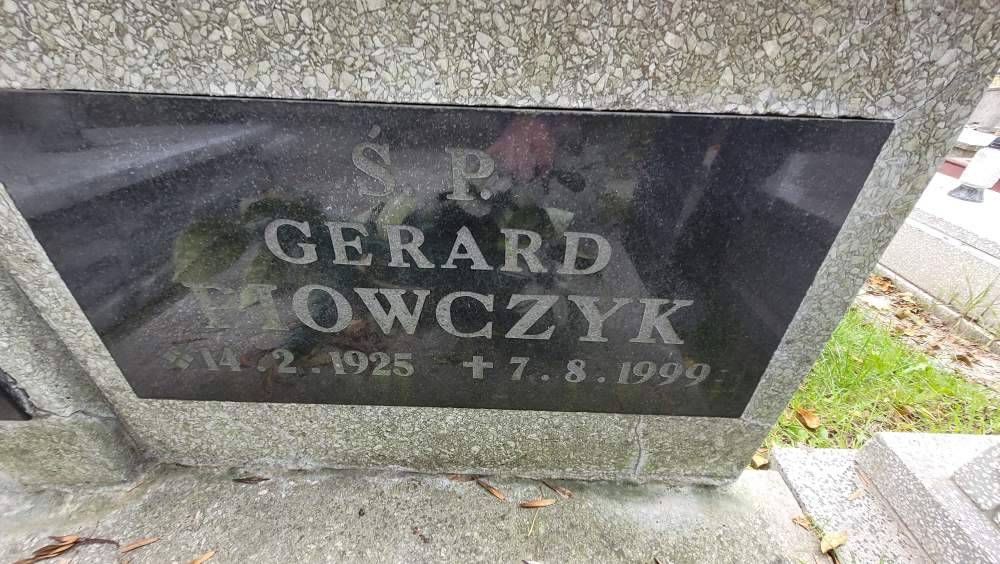 Ś. P.
GERARD
* 14 . 2 . 1925 + 7 . 8 . 1999